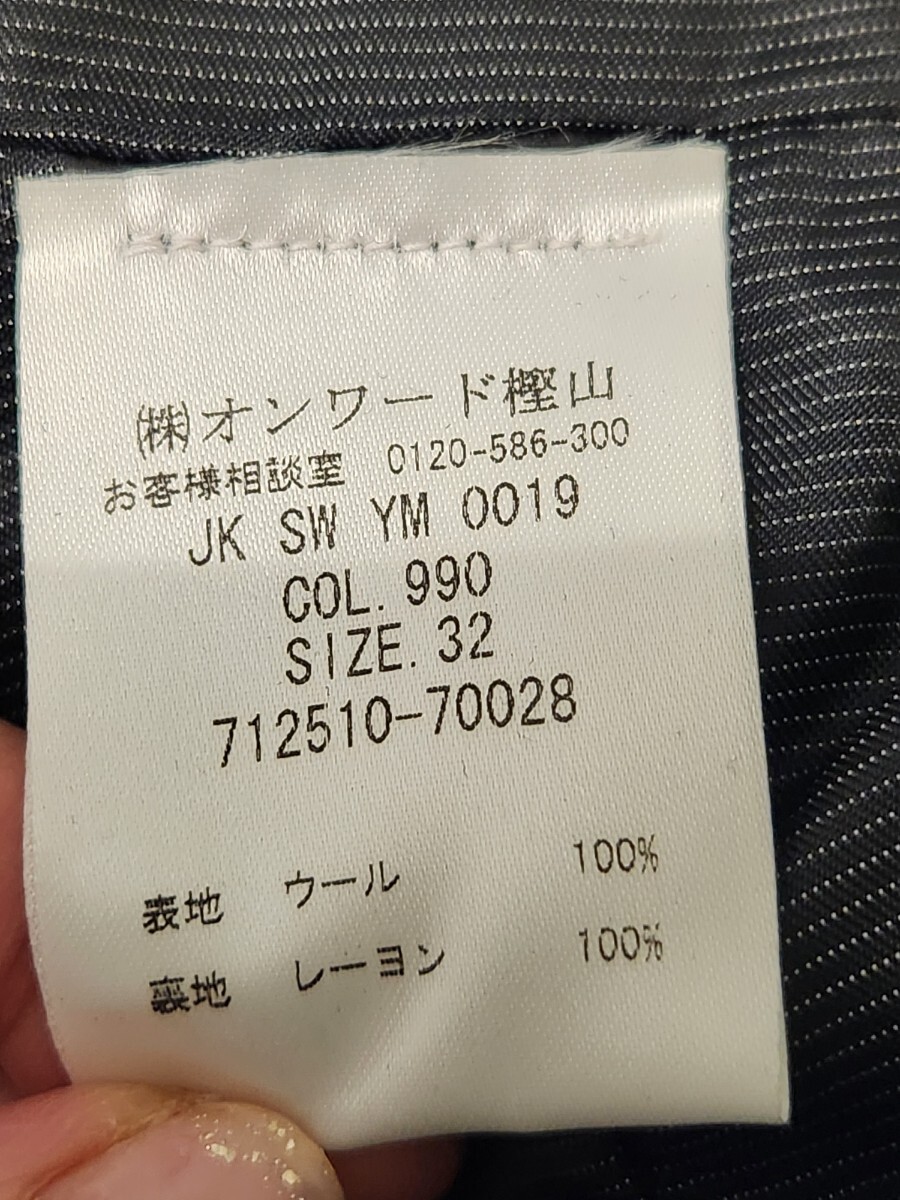 ㈱オンワード樫山
お客様相談室 0120-586-300
JK SW YM 0019
COL. 990
SIZE. 32
712510-70028
表地 ウール 100%
裏地 レーヨン 100%